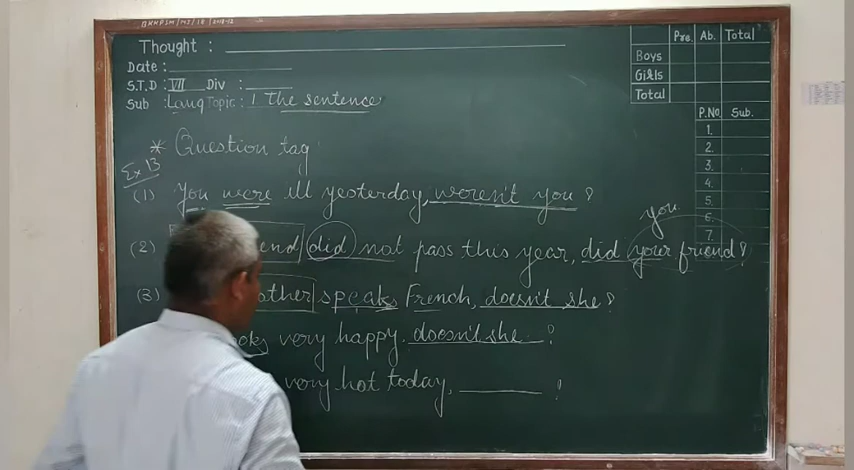 Thought :
Date :
S.T.D : VII Div :
Sub : Lang Topic : 1. The sentence
Pre. Ab. Total
Boys
Girls
Total
P.No. Sub.
1.
2.
3.
4.
5.
6.
7.
* Question tag
Ex 13
(1) You were ill yesterday, weren't you?
you
(2) end did not pass this year, did your friend?
(3) other speaks French, doesn't she?
ooks very happy, doesn't she ?
very hot today, ?